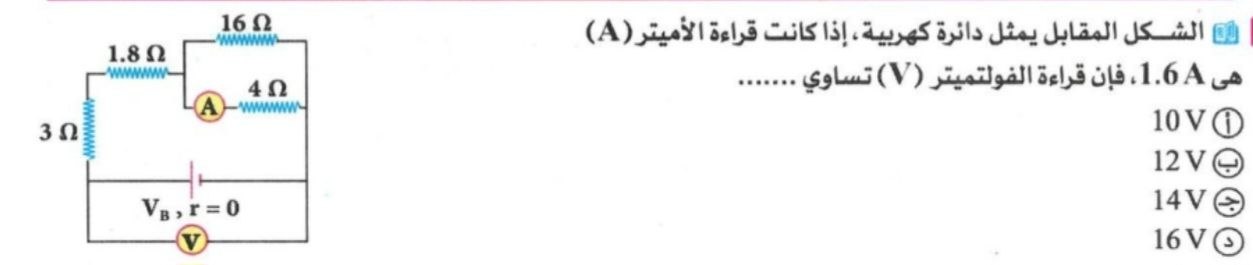 الشكل المقابل يمثل دائرة كهربية، إذا كانت قراءة الأميتر (A)
هى 1.6 A، فإن قراءة الفولتميتر (V) تساوي .......
أ 10 V
ب 12 V
ج 14 V
د 16 V
16 Ω
1.8 Ω
4 Ω
A
3 Ω
V_B , r = 0
V